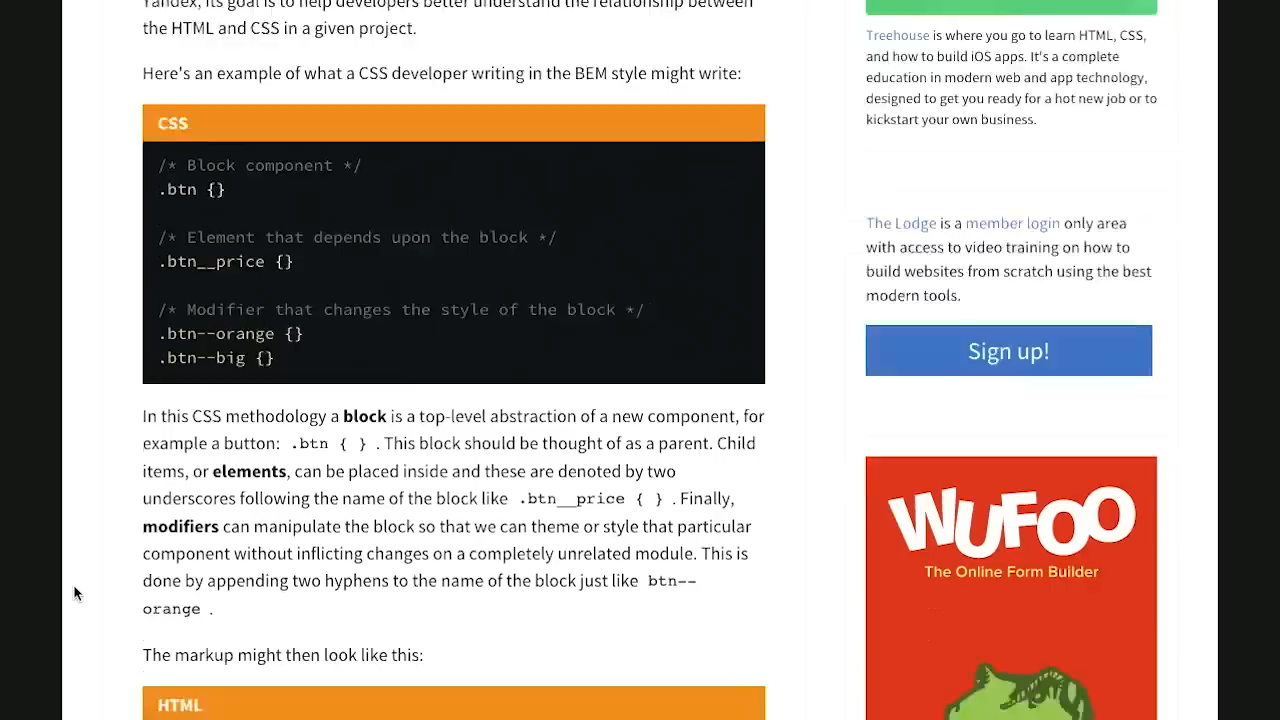 Yandex, its goal is to help developers better understand the relationship between
the HTML and CSS in a given project.
Here's an example of what a CSS developer writing in the BEM style might write:
CSS
/* Block component */
.btn {}
/* Element that depends upon the block */
.btn__price {}
/* Modifier that changes the style of the block */
.btn--orange {}
.btn--big {}
In this CSS methodology a block is a top-level abstraction of a new component, for
example a button: .btn { } . This block should be thought of as a parent. Child
items, or elements, can be placed inside and these are denoted by two
underscores following the name of the block like .btn__price { } . Finally,
modifiers can manipulate the block so that we can theme or style that particular
component without inflicting changes on a completely unrelated module. This is
done by appending two hyphens to the name of the block just like btn--
orange .
The markup might then look like this:
HTML
Treehouse is where you go to learn HTML, CSS,
and how to build iOS apps. It's a complete
education in modern web and app technology,
designed to get you ready for a hot new job or to
kickstart your own business.
The Lodge is a member login only area
with access to video training on how to
build websites from scratch using the best
modern tools.
Sign up!
WUFOO
The Online Form Builder